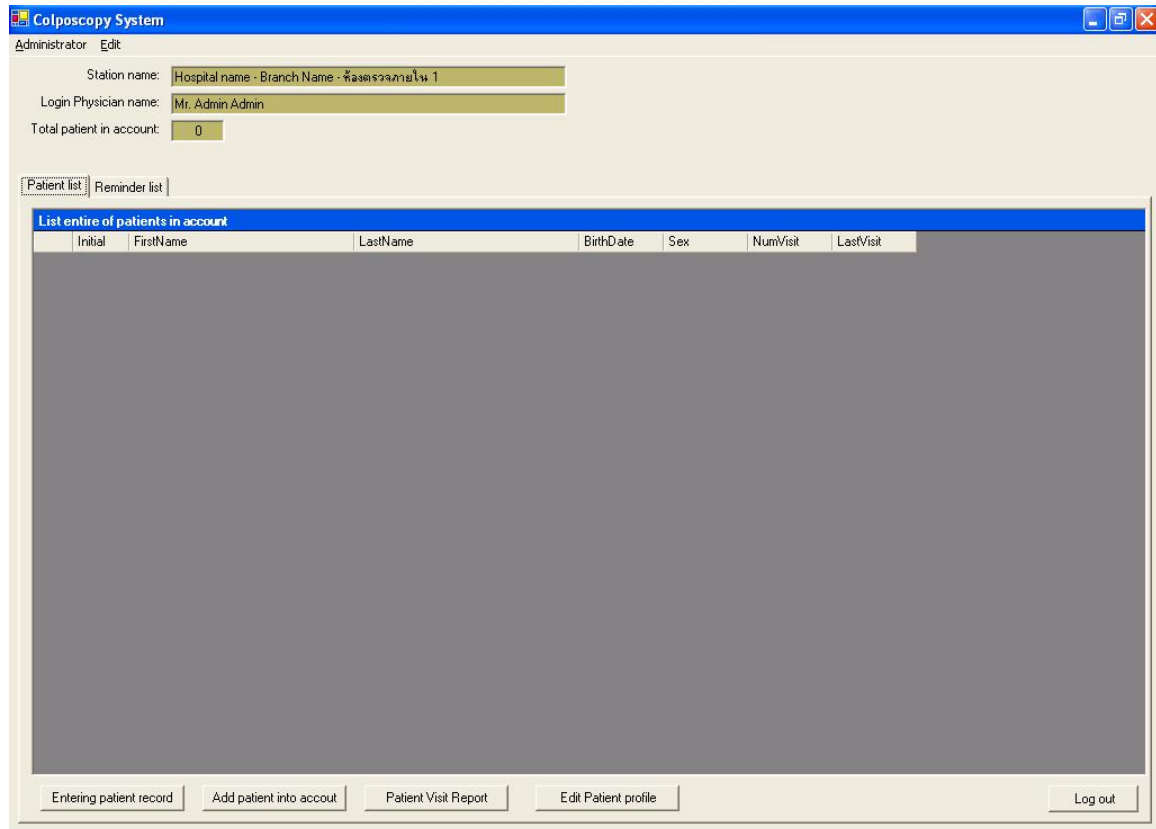 Colposcopy System
Administrator Edit
Station name: Hospital name - Branch Name - ห้องตรวจภายใน 1
Login Physician name: Mr. Admin Admin
Total patient in account: 0
Patient list Reminder list
List entire of patients in account
Initial FirstName LastName BirthDate Sex NumVisit LastVisit
Entering patient record Add patient into accout Patient Visit Report Edit Patient profile Log out